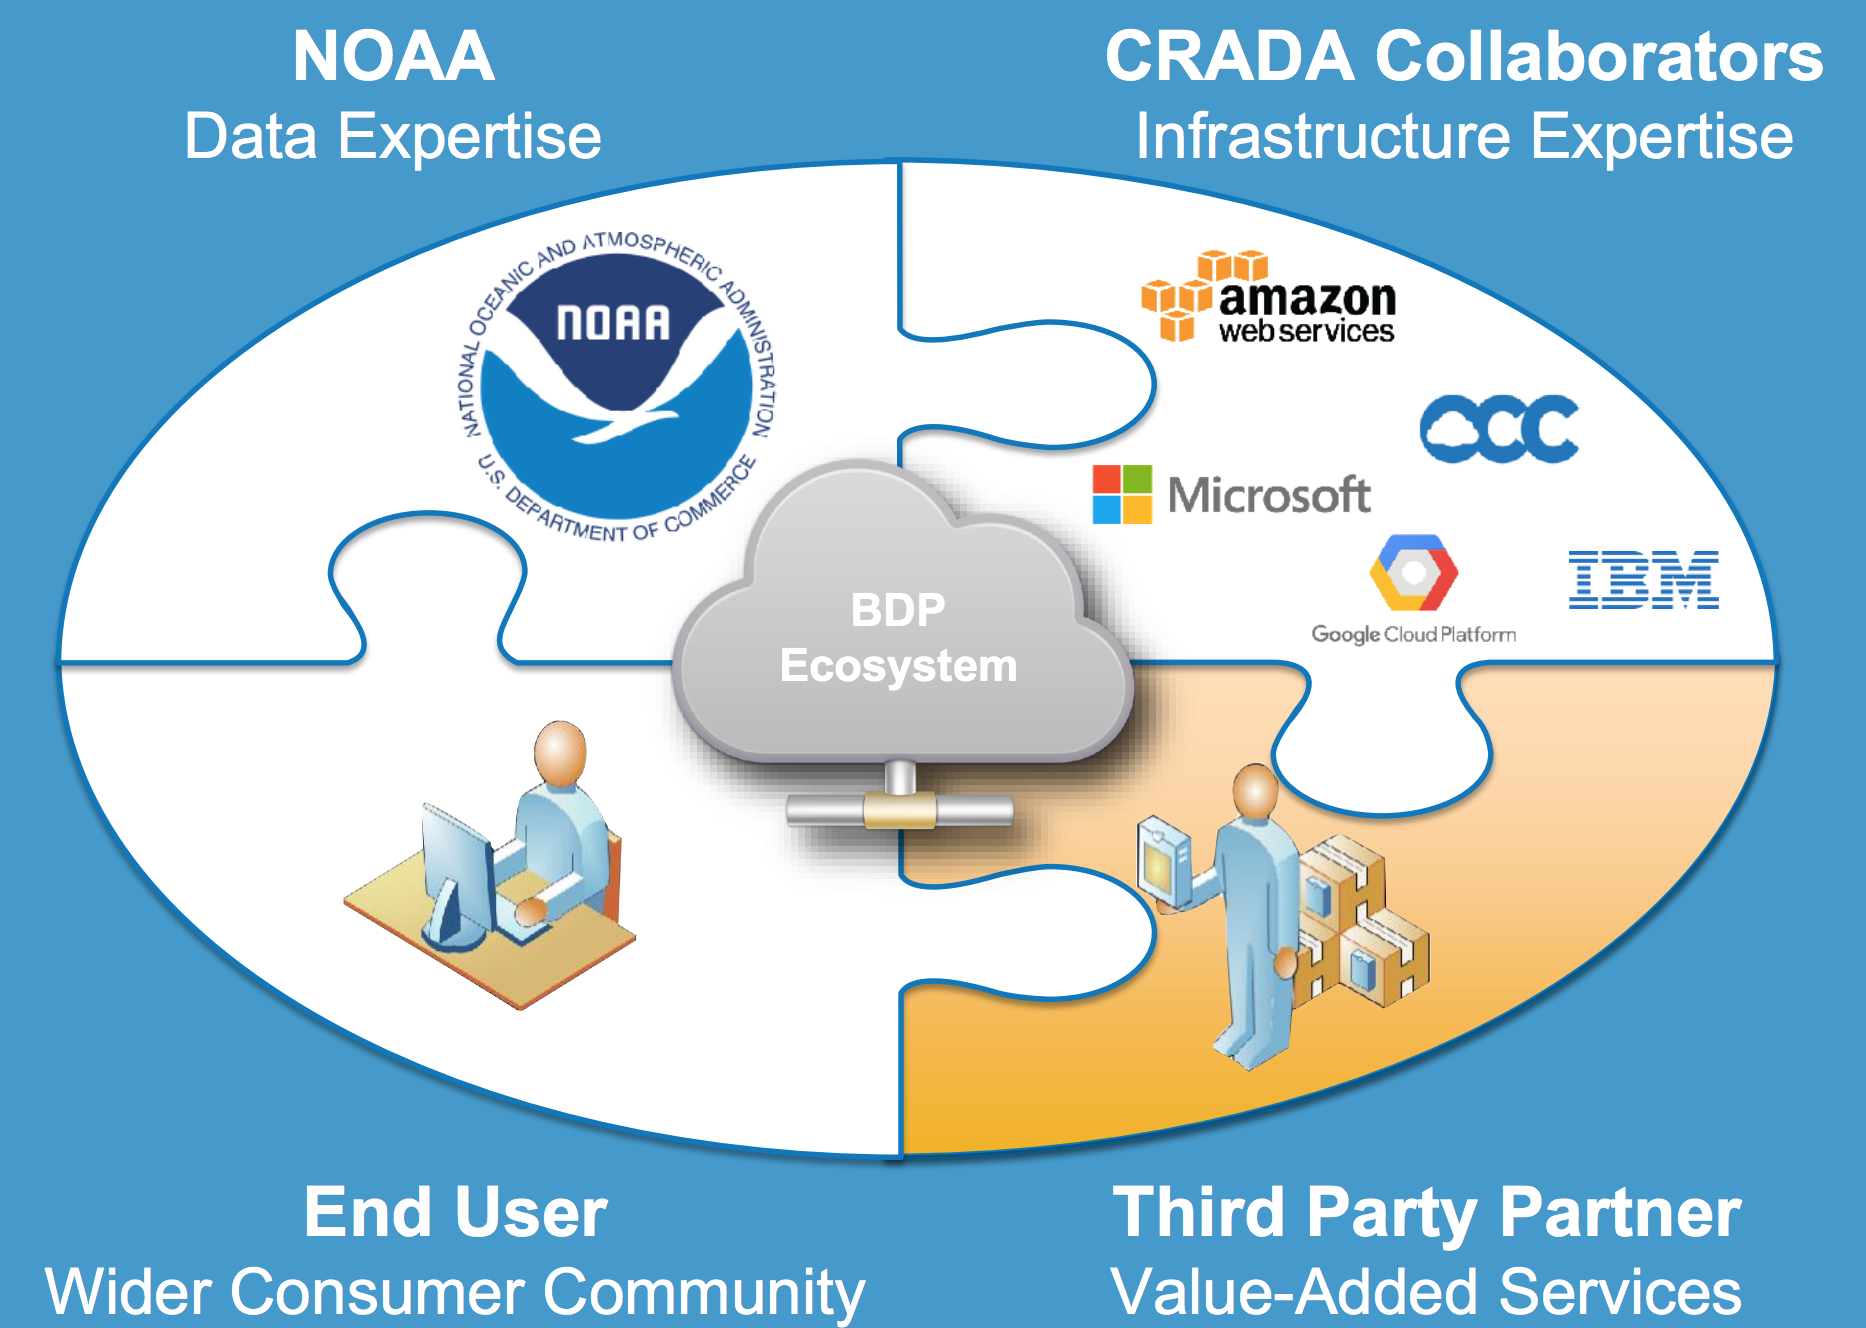 NOAA
Data Expertise
CRADA Collaborators
Infrastructure Expertise
NATIONAL OCEANIC AND ATMOSPHERIC ADMINISTRATION
NOAA
U.S. DEPARTMENT OF COMMERCE
amazon
web services
OCC
Microsoft
Google Cloud Platform
IBM
BDP
Ecosystem
End User
Wider Consumer Community
Third Party Partner
Value-Added Services